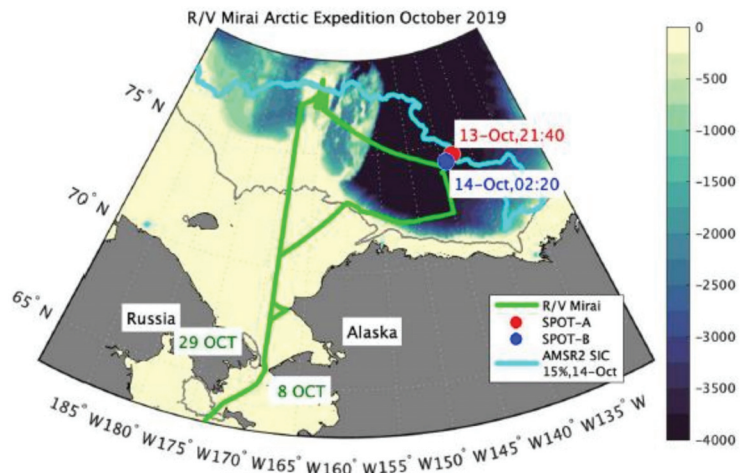 R/V Mirai Arctic Expedition October 2019
75° N
70° N
65° N
13-Oct,21:40
14-Oct,02:20
Russia
29 OCT
Alaska
8 OCT
R/V Mirai
SPOT-A
SPOT-B
AMSR2 SIC
15%,14-Oct
185° W
180° W
175° W
170° W
165° W
160° W
155° W
150° W
145° W
140° W
135° W
0
-500
-1000
-1500
-2000
-2500
-3000
-3500
-4000